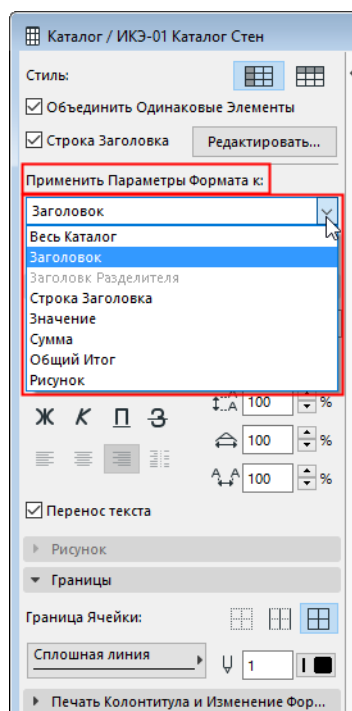 Каталог / ИКЭ-01 Каталог Стен
Стиль:
Объединить Одинаковые Элементы
Строка Заголовка Редактировать...
Применить Параметры Формата к:
Заголовок
Весь Каталог
Заголовок
Заголовк Разделителя
Строка Заголовка
Значение
Сумма
Общий Итог
Рисунок
Ж К П З A A 100 %
100 %
A A 100 %
Перенос текста
Рисунок
Границы
Граница Ячейки:
Сплошная линия 1
Печать Колонтитула и Изменение Фор...